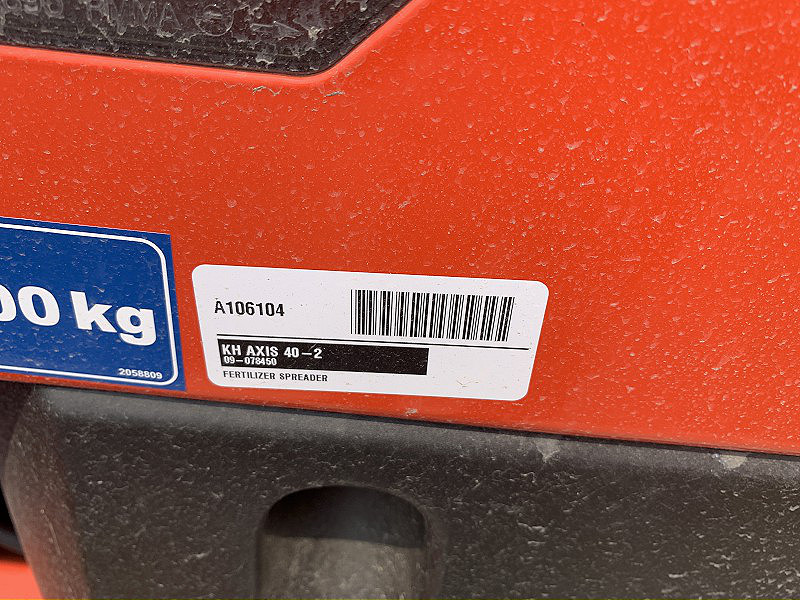 00 kg
2058809
A106104
KH AXIS 40-2
09-078450
FERTILIZER SPREADER